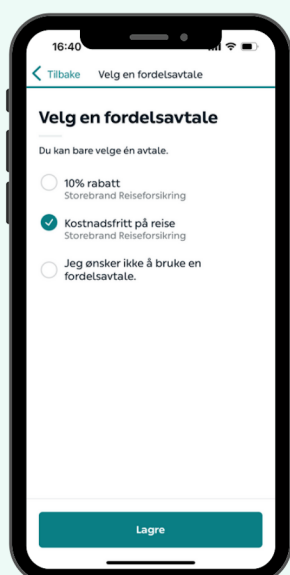 16:40
Tilbake Velg en fordelsavtale
Velg en fordelsavtale
Du kan bare velge én avtale.
10% rabatt
Storebrand Reiseforsikring
Kostnadsfritt på reise
Storebrand Reiseforsikring
Jeg ønsker ikke å bruke en
fordelsavtale.
Lagre